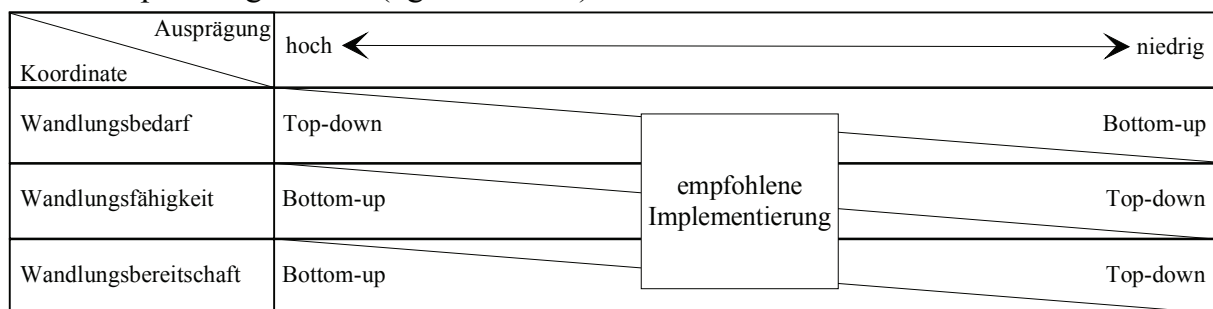 Ausprägung
hoch niedrig
Koordinate
Wandlungsbedarf Top-down Bottom-up
empfohlene
Wandlungsfähigkeit Bottom-up Top-down
Implementierung
Wandlungsbereitschaft Bottom-up Top-down